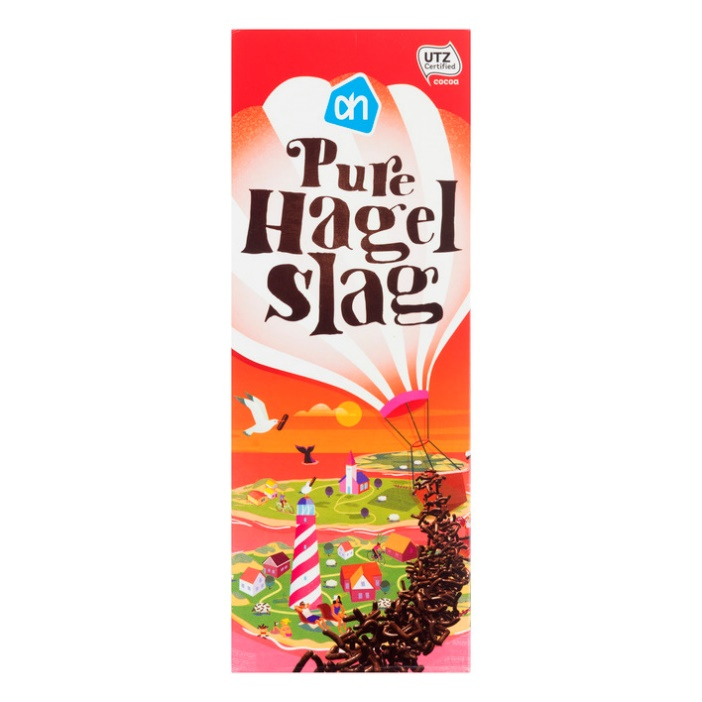 UTZ
Certified
cocoa
ah
Pure
Hagel
slag